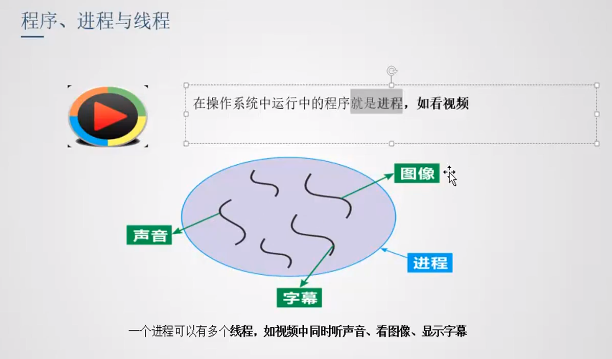 程序、进程与线程
在操作系统中运行中的程序就是进程，如看视频
图像
声音
进程
字幕
一个进程可以有多个线程，如视频中同时听声音、看图像、显示字幕